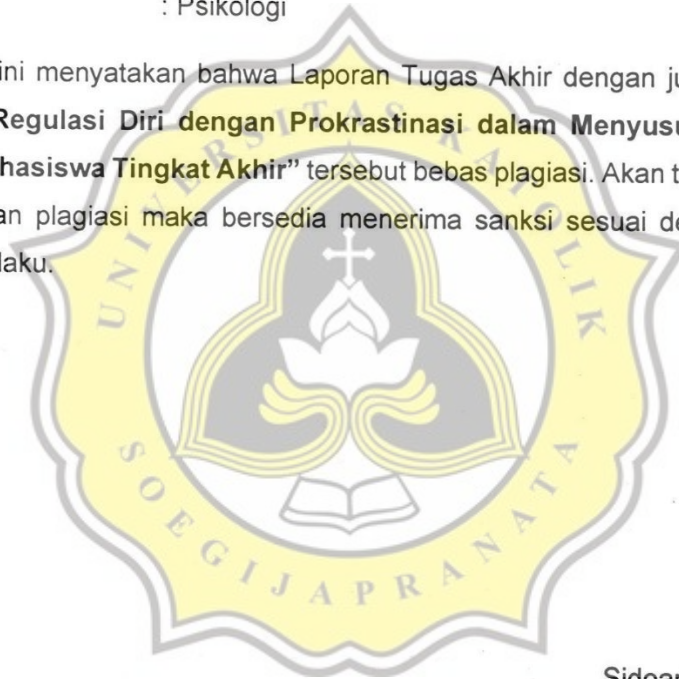 : Psikologi
ini menyatakan bahwa Laporan Tugas Akhir dengan ju
Regulasi Diri dengan Prokrastinasi dalam Menyusu
hasiswa Tingkat Akhir” tersebut bebas plagiasi. Akan t
an plagiasi maka bersedia menerima sanksi sesuai de
laku.
UNIVERSITAS KATOLIK
SOEGIJAPRANATA
Sidoar